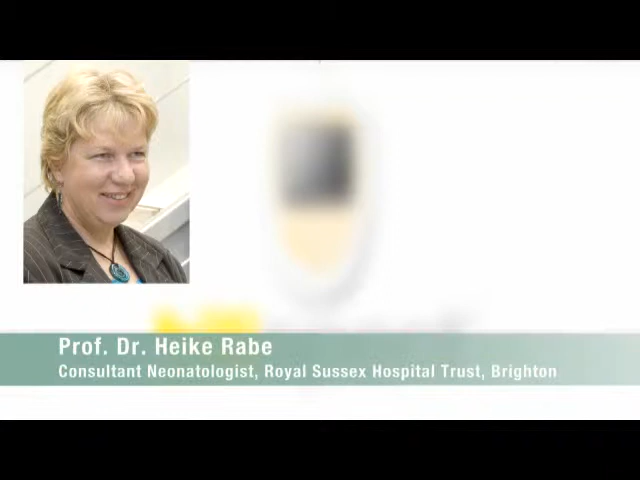 Prof. Dr. Heike Rabe
Consultant Neonatologist, Royal Sussex Hospital Trust, Brighton